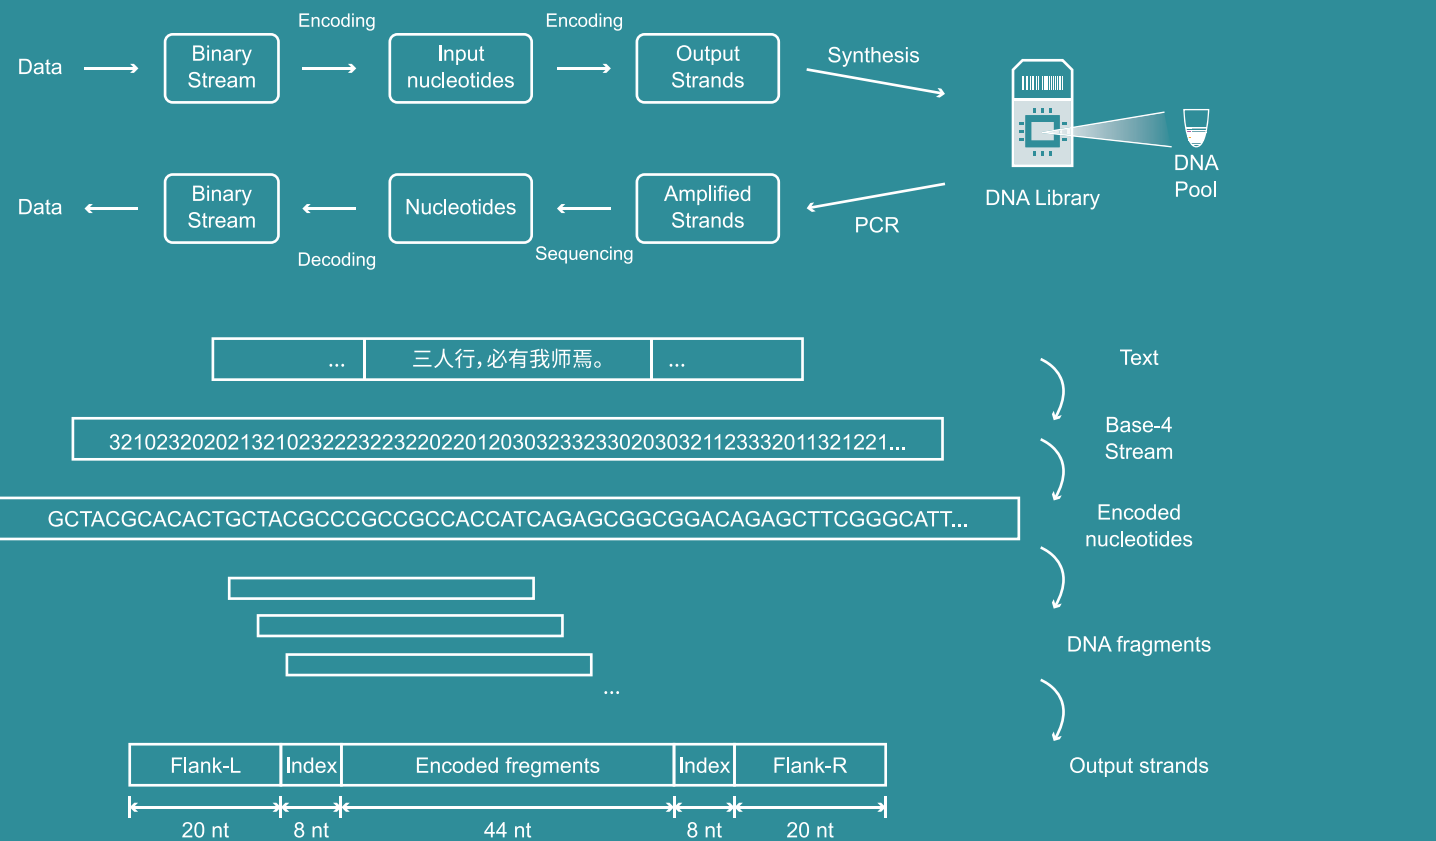 Encoding
Encoding
Data
Binary
Stream
Input
nucleotides
Output
Strands
Synthesis
DNA Library
DNA
Pool
Data
Binary
Stream
Nucleotides
Amplified
Strands
PCR
Decoding
Sequencing
... 三人行,必有我师焉。 ...
Text
321023202021321023222322322022012030323323302030321123332011321221...
Base-4
Stream
GCTACGCACACTGCTACGCCCGCCGCCACCATCAGAGCGGCGGACAGAGCTTCGGGCATT...
Encoded
nucleotides
DNA fragments
...
Flank-L Index Encoded fregments Index Flank-R
Output strands
20 nt 8 nt 44 nt 8 nt 20 nt